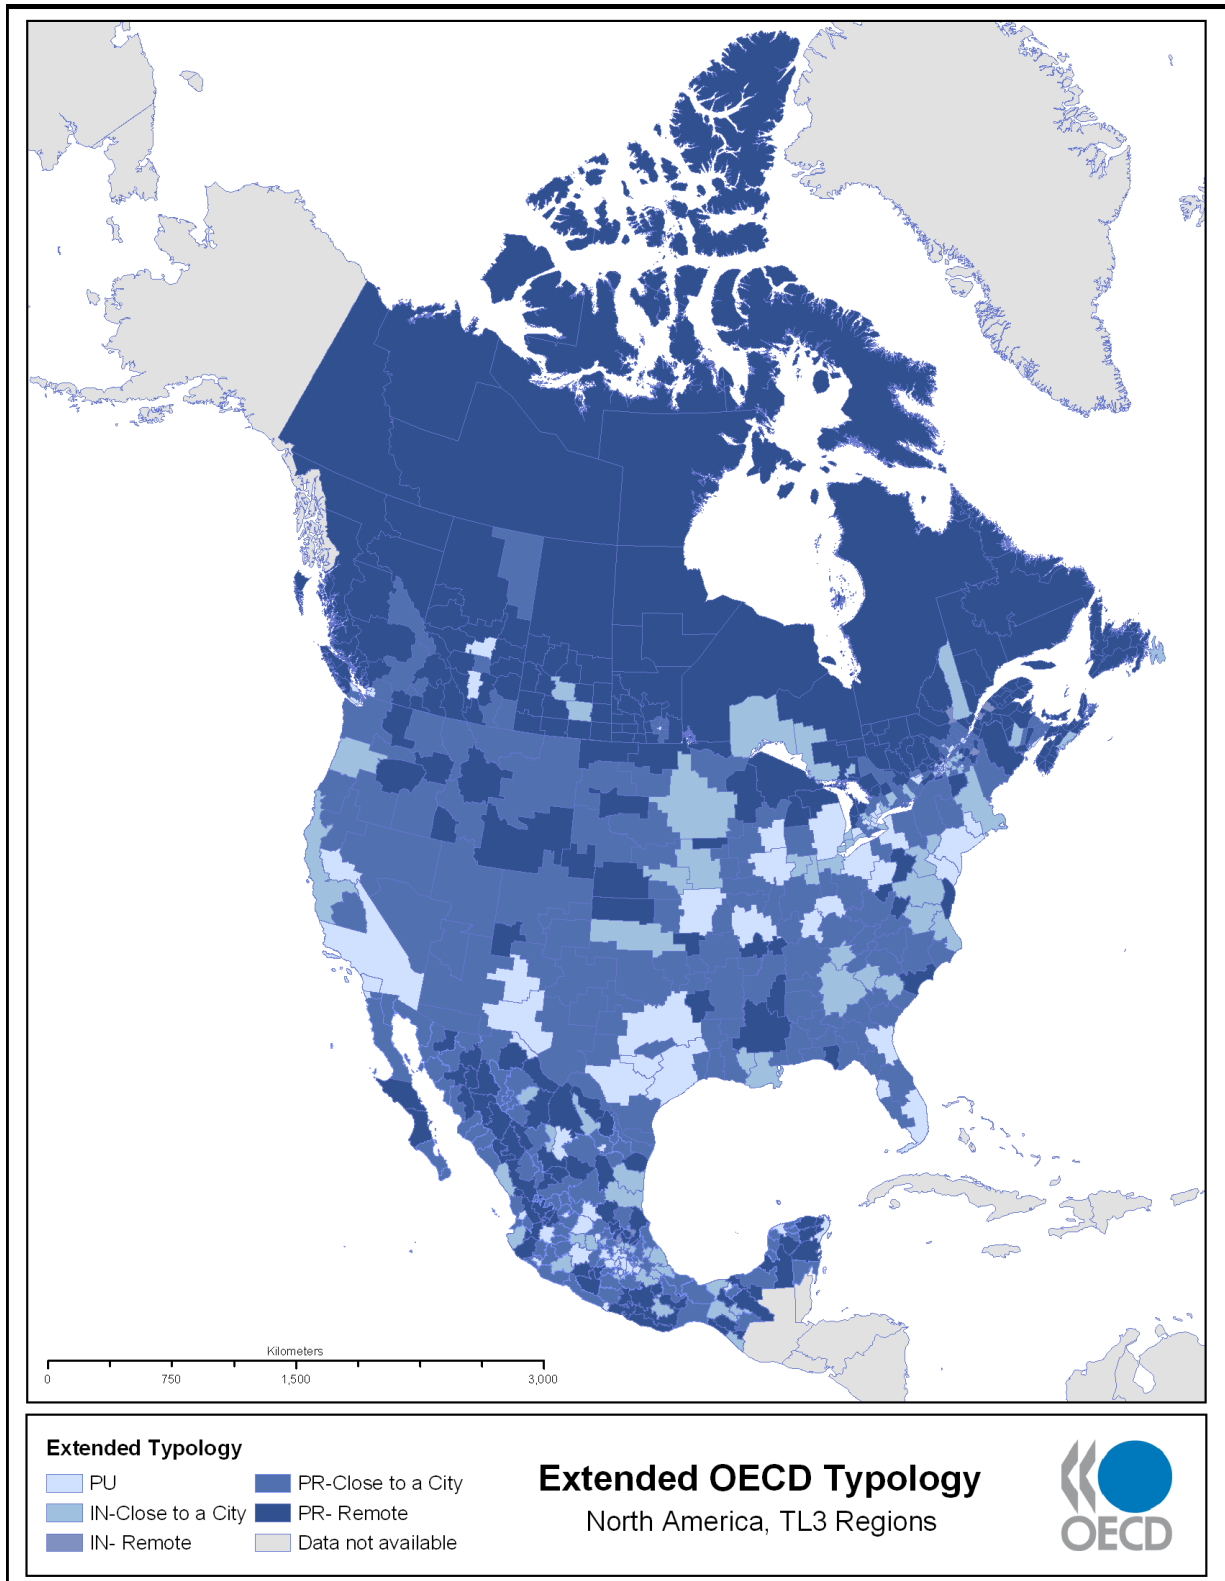 Kilometers
0 750 1,500 3,000
Extended Typology
PU
IN-Close to a City
IN- Remote
PR-Close to a City
PR- Remote
Data not available
Extended OECD Typology
North America, TL3 Regions
OECD